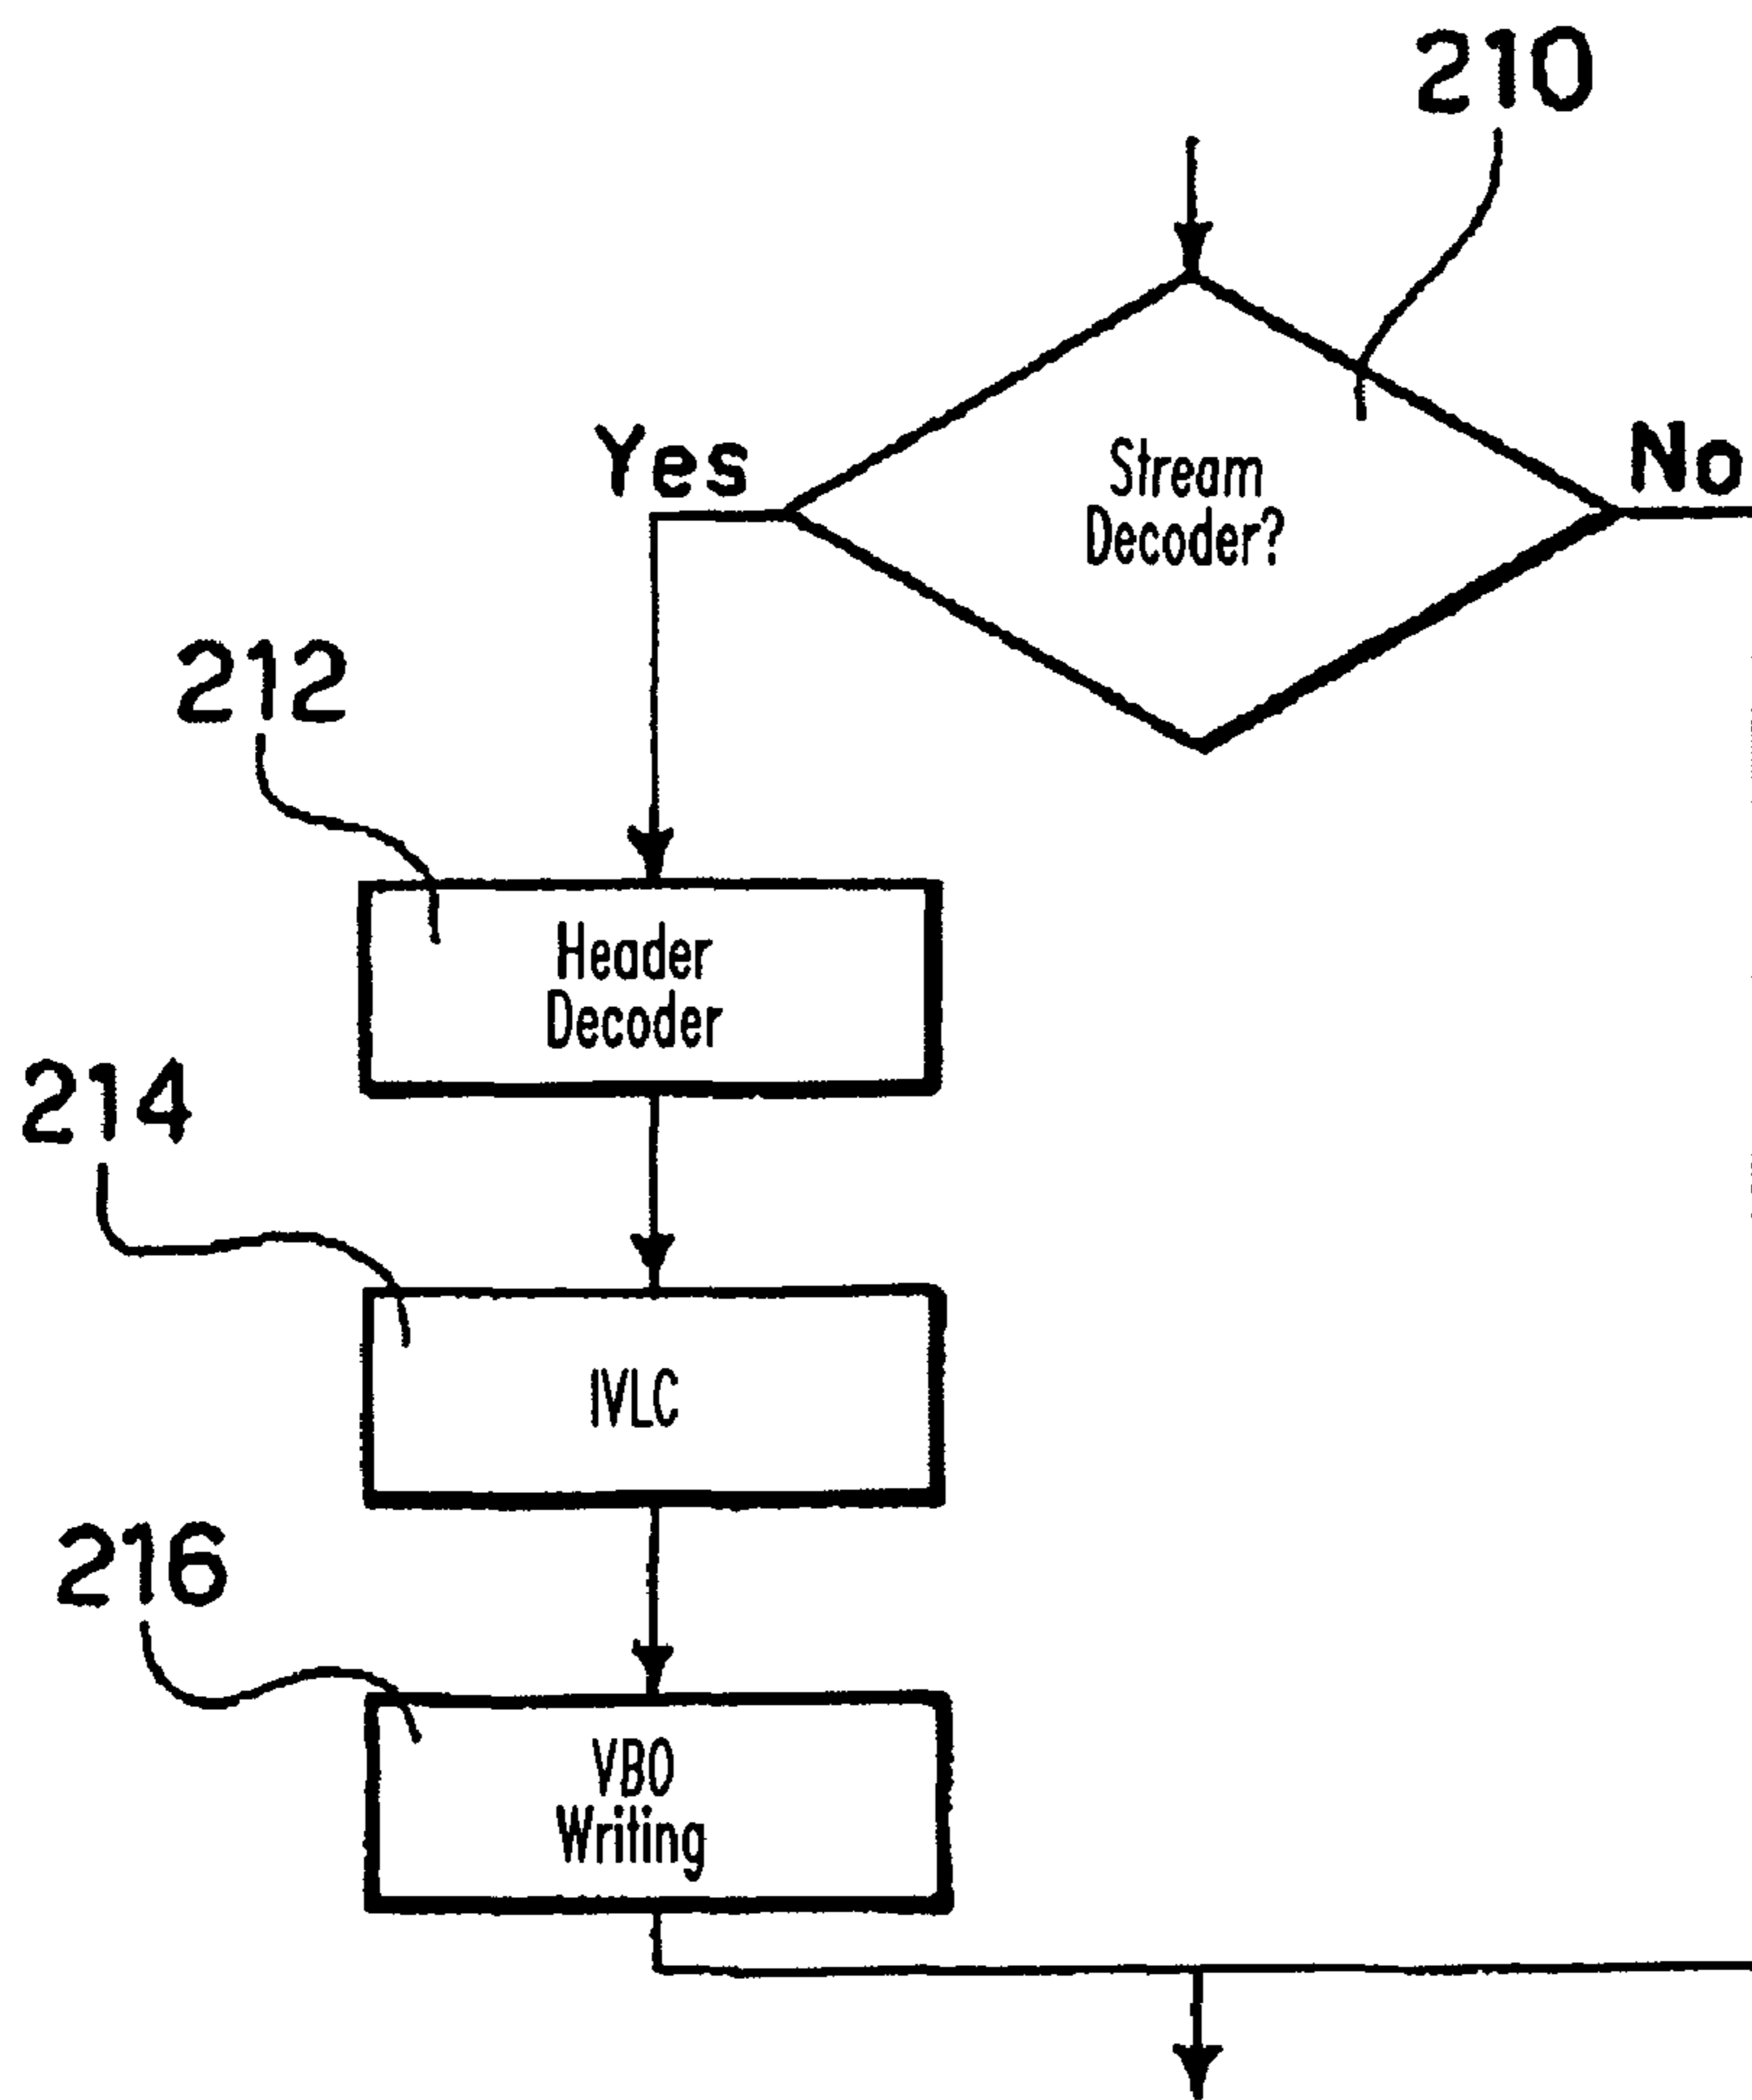 210
Yes
Stream
Decoder?
No
212
Header
Decoder
214
IVLC
216
VBO
Writing